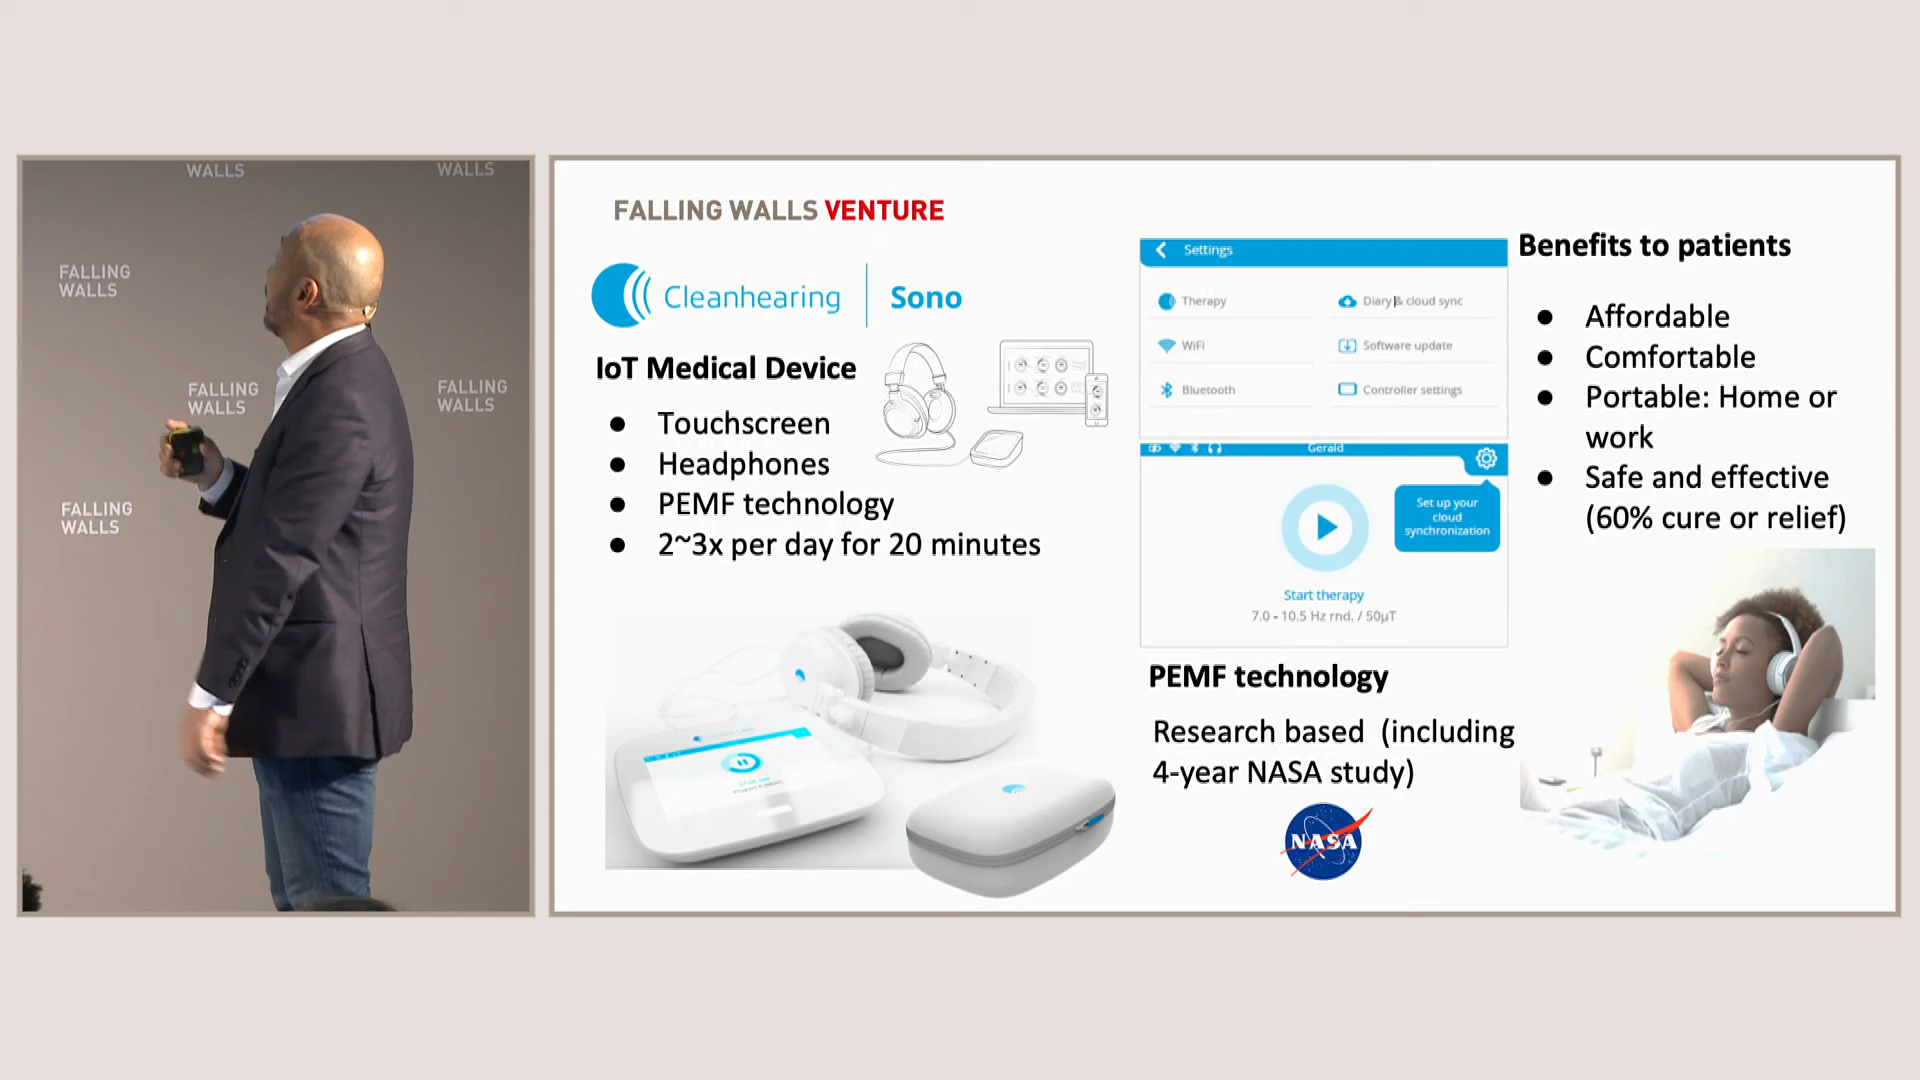 WALLS
WALLS
FALLING
WALLS
FALLING
WALLS
FALLING
WALLS
FALLING
WALLS
FALLING WALLS VENTURE
Cleanhearing
Sono
IoT Medical Device
● Touchscreen
● Headphones
● PEMF technology
● 2~3x per day for 20 minutes
Settings
Therapy
Diary & cloud sync
WiFi
Software update
Bluetooth
Controller settings
Gerald
Set up your
cloud
synchronization
Start therapy
7.0 - 10.5 Hz rnd. / 50µT
PEMF technology
Research based (including
4-year NASA study)
NASA
Benefits to patients
● Affordable
● Comfortable
● Portable: Home or
work
● Safe and effective
(60% cure or relief)